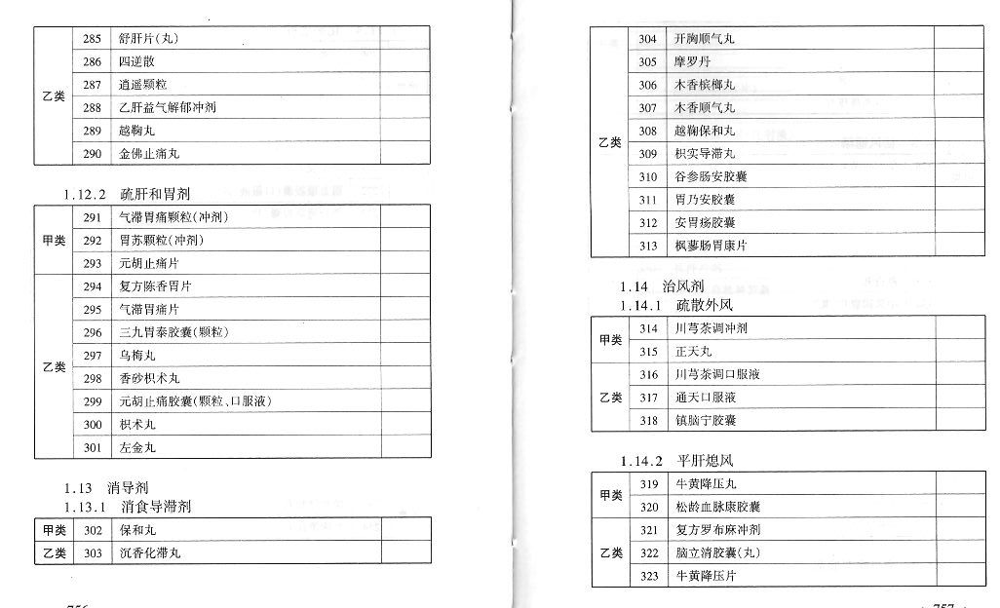 乙类
285 舒肝片(丸)
286 四逆散
287 逍遥颗粒
288 乙肝益气解郁冲剂
289 越鞠丸
290 金佛止痛丸
1.12.2 疏肝和胃剂
甲类
291 气滞胃痛颗粒(冲剂)
292 胃苏颗粒(冲剂)
293 元胡止痛片
乙类
294 复方陈香胃片
295 气滞胃痛片
296 三九胃泰胶囊(颗粒)
297 乌梅丸
298 香砂枳术丸
299 元胡止痛胶囊(颗粒、口服液)
300 枳术丸
301 左金丸
1.13 消导剂
1.13.1 消食导滞剂
甲类 302 保和丸
乙类 303 沉香化滞丸
756
乙类
304 开胸顺气丸
305 摩罗丹
306 木香槟榔丸
307 木香顺气丸
308 越鞠保和丸
309 枳实导滞丸
310 谷参肠安胶囊
311 胃乃安胶囊
312 安胃疡胶囊
313 枫蓼肠胃康片
1.14 治风剂
1.14.1 疏散外风
甲类
314 川芎茶调冲剂
315 正天丸
乙类
316 川芎茶调口服液
317 通天口服液
318 镇脑宁胶囊
1.14.2 平肝熄风
甲类
319 牛黄降压丸
320 松龄血脉康胶囊
乙类
321 复方罗布麻冲剂
322 脑立清胶囊(丸)
323 牛黄降压片
757